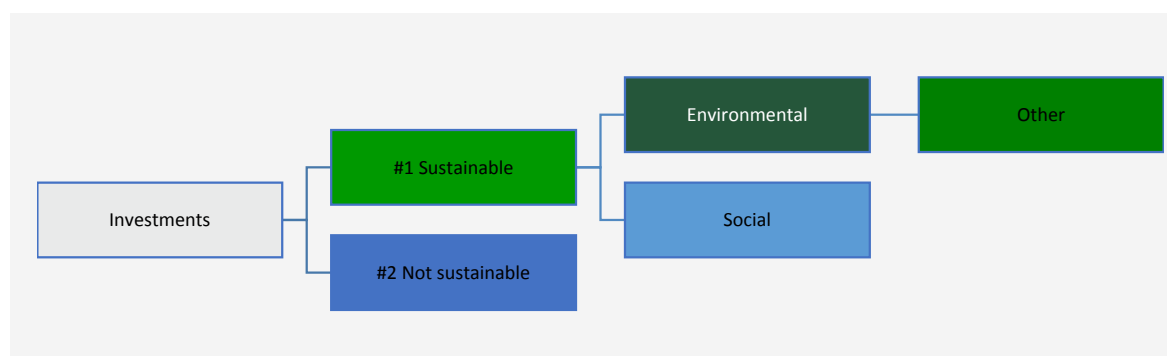 Environmental
Other
#1 Sustainable
Investments
Social
#2 Not sustainable